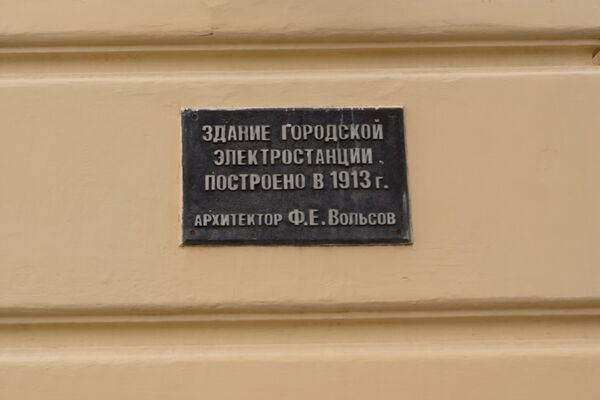 ЗДАНИЕ ГОРОДСКОЙ
ЭЛЕКТРОСТАНЦИИ
ПОСТРОЕНО В 1913 г.
АРХИТЕКТОР Ф.Е. ВОЛЬСОВ